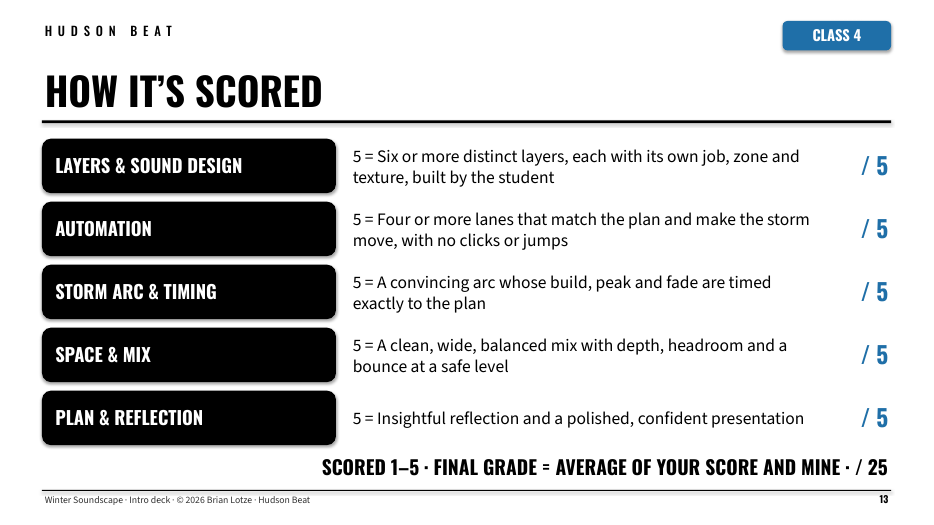 HUDSON BEAT
CLASS 4
HOW IT’S SCORED
LAYERS & SOUND DESIGN
5 = Six or more distinct layers, each with its own job, zone and
texture, built by the student
/ 5
AUTOMATION
5 = Four or more lanes that match the plan and make the storm
move, with no clicks or jumps
/ 5
STORM ARC & TIMING
5 = A convincing arc whose build, peak and fade are timed
exactly to the plan
/ 5
SPACE & MIX
5 = A clean, wide, balanced mix with depth, headroom and a
bounce at a safe level
/ 5
PLAN & REFLECTION
5 = Insightful reflection and a polished, confident presentation
/ 5
SCORED 1–5 · FINAL GRADE = AVERAGE OF YOUR SCORE AND MINE · / 25
Winter Soundscape · Intro deck · © 2026 Brian Lotze · Hudson Beat
13